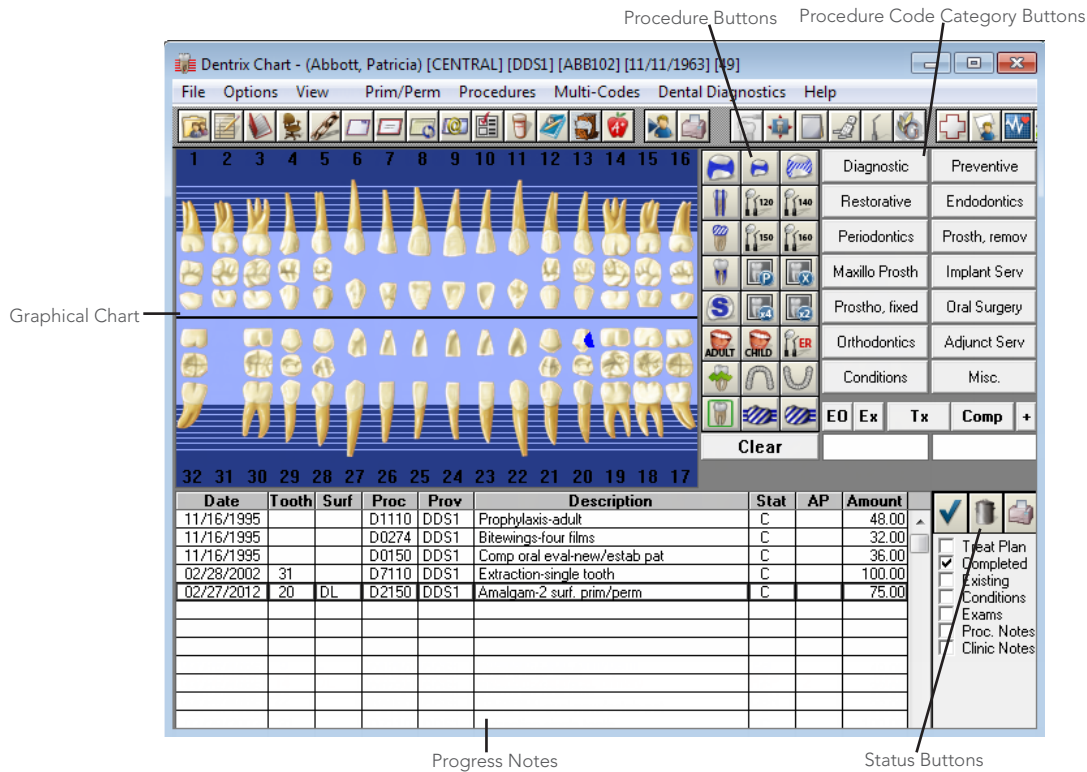 Procedure Buttons Procedure Code Category Buttons
Dentrix Chart - (Abbott, Patricia) [CENTRAL] [DDS1] [ABB102] [11/11/1963] [49]
File Options View Prim/Perm Procedures Multi-Codes Dental Diagnostics Help
1 2 3 4 5 6 7 8 9 10 11 12 13 14 15 16
Diagnostic Preventive
120 140 Restorative Endodontics
150 160 Periodontics Prosth, remov
P X Maxillo Prosth Implant Serv
Graphical Chart
S x4 x2 Prostho, fixed Oral Surgery
ADULT CHILD ER Orthodontics Adjunct Serv
Conditions Misc.
EO Ex Tx Comp +
Clear
32 31 30 29 28 27 26 25 24 23 22 21 20 19 18 17
Date Tooth Surf Proc Prov Description Stat AP Amount
11/16/1995 D1110 DDS1 Prophylaxis-adult C 48.00
11/16/1995 D0274 DDS1 Bitewings-four films C 32.00
11/16/1995 D0150 DDS1 Comp oral eval-new/estab pat C 36.00
02/28/2002 31 D7110 DDS1 Extraction-single tooth C 100.00
02/27/2012 20 DL D2150 DDS1 Amalgam-2 surf, prim/perm C 75.00
Treat Plan
Completed
Existing
Conditions
Exams
Proc. Notes
Clinic Notes
Progress Notes Status Buttons